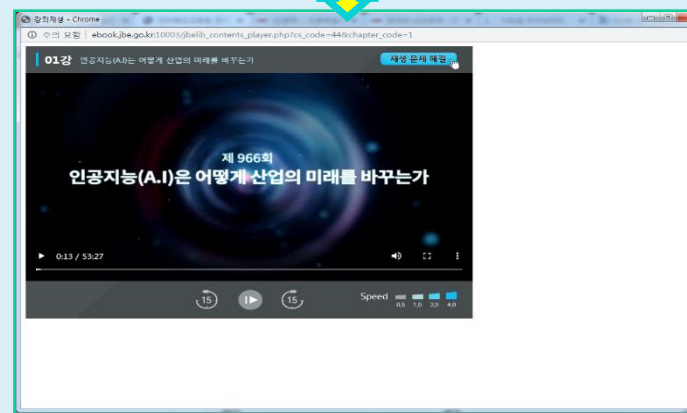 강의재생 - Chrome
주의 요함 | ebook.jbe.go.kr:10003/jbelib_contents_player.php?cs_code=44&chapter_code=1
01강 인공지능(A.I)는 어떻게 산업의 미래를 바꾸는가
재생 문제 해결
제 966회
인공지능(A.I)은 어떻게 산업의 미래를 바꾸는가
0:13 / 53:27
15
15
Speed
0,5 1,0 2,0 4,0